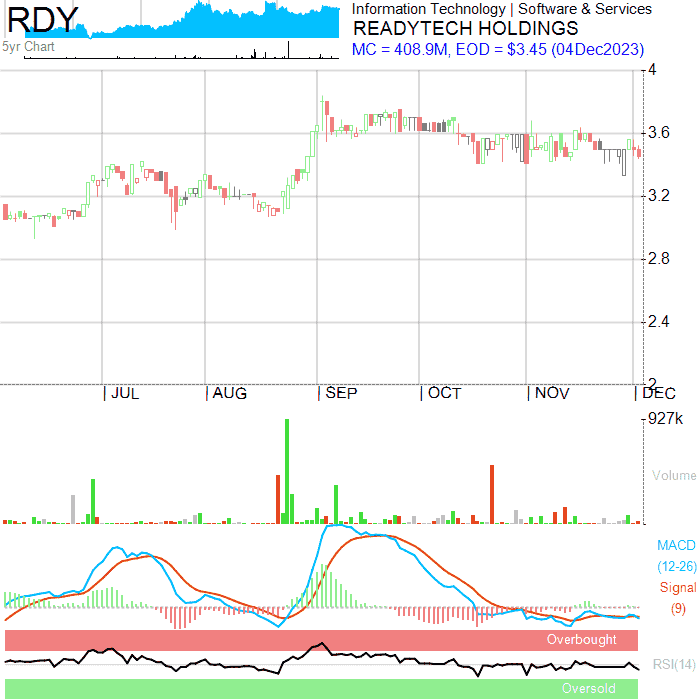 RDY
Information Technology | Software & Services
READYTECH HOLDINGS
5yr Chart
MC = 408.9M, EOD = $3.45 (04Dec2023)
4
3.6
3.2
2.8
2.4
2
JUL AUG SEP OCT NOV DEC
927k
Volume
MACD
(12-26)
Signal
(9)
Overbought
RSI(14)
Oversold